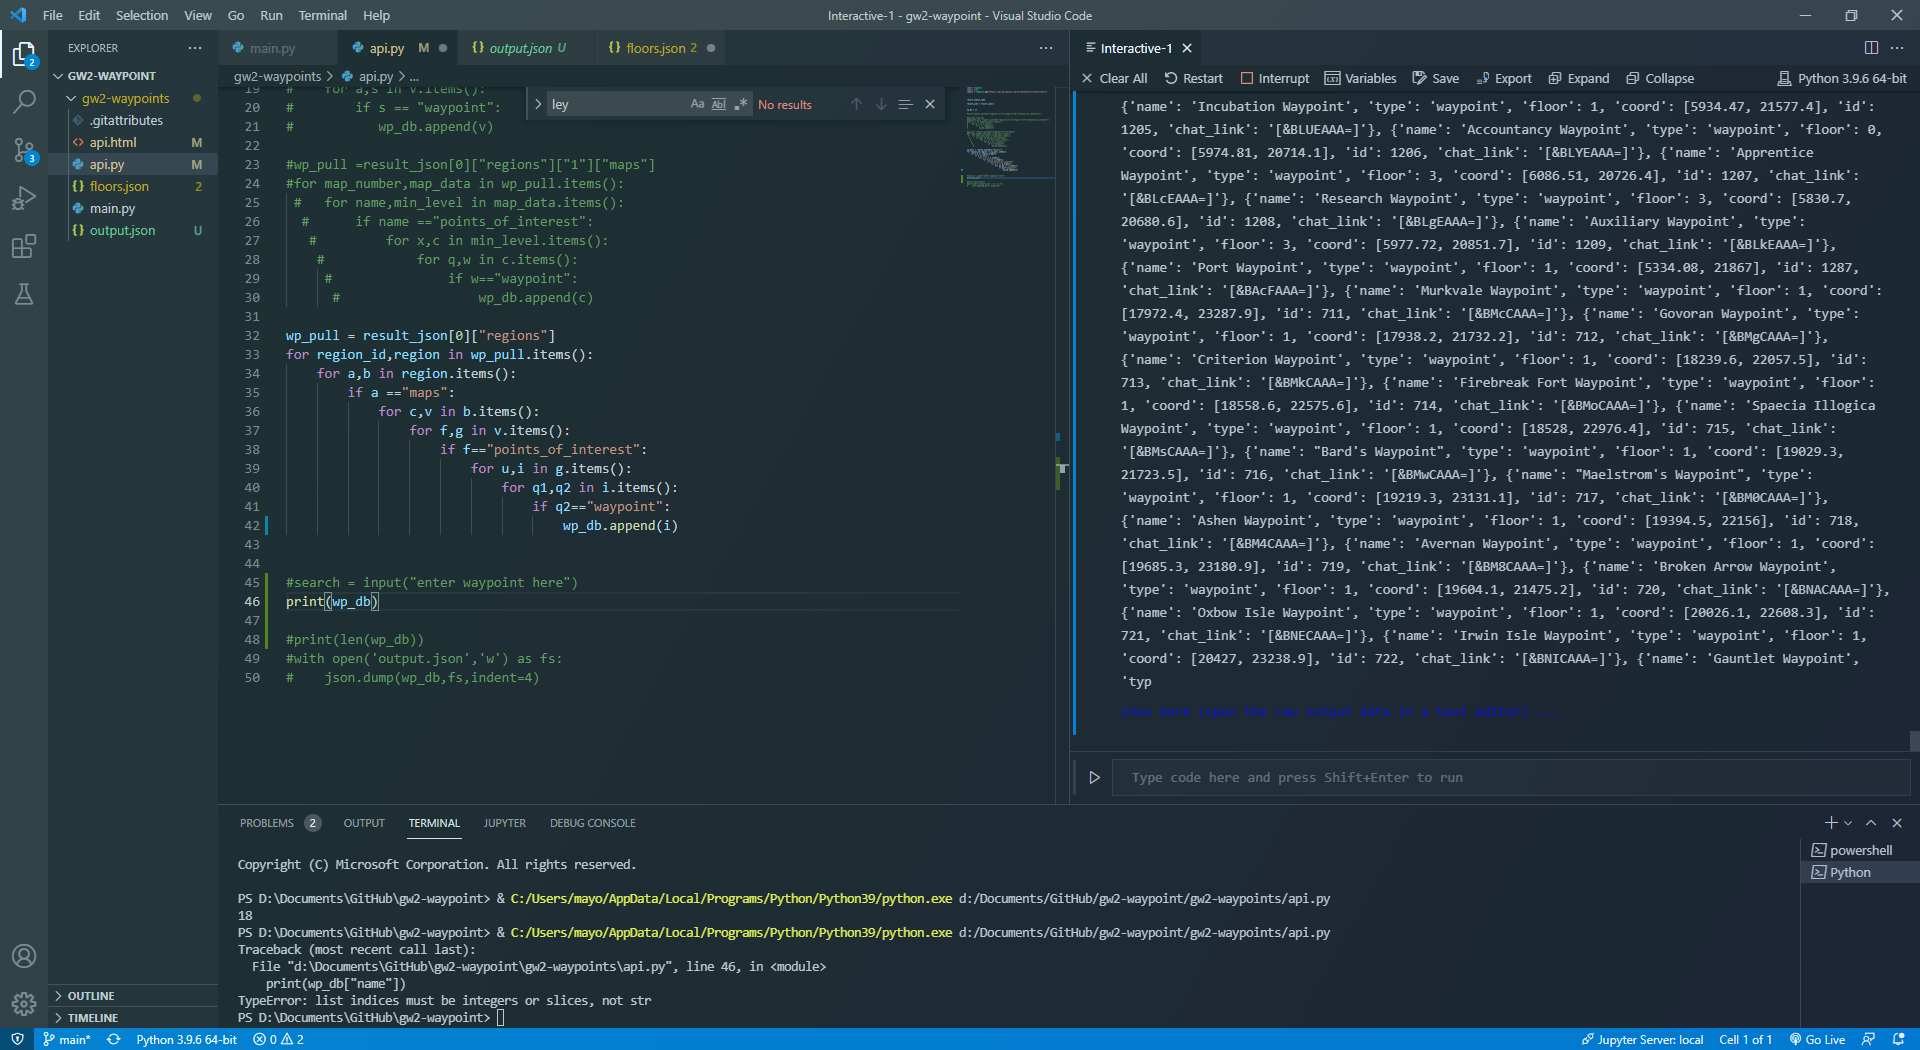 File Edit Selection View Go Run Terminal Help
Interactive-1 - gw2-waypoint - Visual Studio Code
EXPLORER
GW2-WAYPOINT
gw2-waypoints
.gitattributes
api.html M
api.py M
floors.json 2
main.py
output.json U
OUTLINE
TIMELINE
main.py
api.py M
output.json U
floors.json 2
gw2-waypoints > api.py > ...
ley
Aa Abl .* No results
19 # for a,s in v.items():
20 # if s == "waypoint":
21 # wp_db.append(v)
22
23 #wp_pull =result_json[0]["regions"]["1"]["maps"]
24 #for map_number,map_data in wp_pull.items():
25 # for name,min_level in map_data.items():
26 # if name =="points_of_interest":
27 # for x,c in min_level.items():
28 # for q,w in c.items():
29 # if w=="waypoint":
30 # wp_db.append(c)
31
32 wp_pull = result_json[0]["regions"]
33 for region_id,region in wp_pull.items():
34 for a,b in region.items():
35 if a =="maps":
36 for c,v in b.items():
37 for f,g in v.items():
38 if f=="points_of_interest":
39 for u,i in g.items():
40 for q1,q2 in i.items():
41 if q2=="waypoint":
42 wp_db.append(i)
43
44
45 #search = input("enter waypoint here")
46 print(wp_db)
47
48 #print(len(wp_db))
49 #with open('output.json','w') as fs:
50 # json.dump(wp_db,fs,indent=4)
Interactive-1
Clear All Restart Interrupt Variables Save Export Expand Collapse Python 3.9.6 64-bit
{'name': 'Incubation Waypoint', 'type': 'waypoint', 'floor': 1, 'coord': [5934.47, 21577.4], 'id':
1205, 'chat_link': '[&BLUEAAA=]'}, {'name': 'Accountancy Waypoint', 'type': 'waypoint', 'floor': 0,
'coord': [5974.81, 20714.1], 'id': 1206, 'chat_link': '[&BLYEAAA=]'}, {'name': 'Apprentice
Waypoint', 'type': 'waypoint', 'floor': 3, 'coord': [6086.51, 20726.4], 'id': 1207, 'chat_link':
'[&BLcEAAA=]'}, {'name': 'Research Waypoint', 'type': 'waypoint', 'floor': 3, 'coord': [5830.7,
20680.6], 'id': 1208, 'chat_link': '[&BLgEAAA=]'}, {'name': 'Auxiliary Waypoint', 'type':
'waypoint', 'floor': 3, 'coord': [5977.72, 20851.7], 'id': 1209, 'chat_link': '[&BLkEAAA=]'},
{'name': 'Port Waypoint', 'type': 'waypoint', 'floor': 1, 'coord': [5334.08, 21867], 'id': 1287,
'chat_link': '[&BAcFAAA=]'}, {'name': 'Murkvale Waypoint', 'type': 'waypoint', 'floor': 1, 'coord':
[17972.4, 23287.9], 'id': 711, 'chat_link': '[&BMcCAAA=]'}, {'name': 'Govoran Waypoint', 'type':
'waypoint', 'floor': 1, 'coord': [17938.2, 21732.2], 'id': 712, 'chat_link': '[&BMgCAAA=]'},
{'name': 'Criterion Waypoint', 'type': 'waypoint', 'floor': 1, 'coord': [18239.6, 22057.5], 'id':
713, 'chat_link': '[&BMkCAAA=]'}, {'name': 'Firebreak Fort Waypoint', 'type': 'waypoint', 'floor':
1, 'coord': [18558.6, 22575.6], 'id': 714, 'chat_link': '[&BMoCAAA=]'}, {'name': 'Spaecia Illogica
Waypoint', 'type': 'waypoint', 'floor': 1, 'coord': [18528, 22976.4], 'id': 715, 'chat_link':
'[&BMsCAAA=]'}, {'name': "Bard's Waypoint", 'type': 'waypoint', 'floor': 1, 'coord': [19029.3,
21723.5], 'id': 716, 'chat_link': '[&BMwCAAA=]'}, {'name': "Maelstrom's Waypoint", 'type':
'waypoint', 'floor': 1, 'coord': [19219.3, 23131.1], 'id': 717, 'chat_link': '[&BM0CAAA=]'},
{'name': 'Ashen Waypoint', 'type': 'waypoint', 'floor': 1, 'coord': [19394.5, 22156], 'id': 718,
'chat_link': '[&BM4CAAA=]'}, {'name': 'Avernan Waypoint', 'type': 'waypoint', 'floor': 1, 'coord':
[19685.3, 23180.9], 'id': 719, 'chat_link': '[&BM8CAAA=]'}, {'name': 'Broken Arrow Waypoint',
'type': 'waypoint', 'floor': 1, 'coord': [19604.1, 21475.2], 'id': 720, 'chat_link': '[&BNACAAA=]'},
{'name': 'Oxbow Isle Waypoint', 'type': 'waypoint', 'floor': 1, 'coord': [20026.1, 22608.3], 'id':
721, 'chat_link': '[&BNECAAA=]'}, {'name': 'Irwin Isle Waypoint', 'type': 'waypoint', 'floor': 1,
'coord': [20427, 23238.9], 'id': 722, 'chat_link': '[&BNICAAA=]'}, {'name': 'Gauntlet Waypoint',
'typ
show more (open the raw output data in a text editor) ...
Type code here and press Shift+Enter to run
PROBLEMS 2 OUTPUT TERMINAL JUPYTER DEBUG CONSOLE
Copyright (C) Microsoft Corporation. All rights reserved.
PS D:\Documents\GitHub\gw2-waypoint> & C:/Users/mayo/AppData/Local/Programs/Python/Python39/python.exe d:/Documents/GitHub/gw2-waypoint/gw2-waypoints/api.py
18
PS D:\Documents\GitHub\gw2-waypoint> & C:/Users/mayo/AppData/Local/Programs/Python/Python39/python.exe d:/Documents/GitHub/gw2-waypoint/gw2-waypoints/api.py
Traceback (most recent call last):
File "d:\Documents\GitHub\gw2-waypoint\gw2-waypoints\api.py", line 46, in <module>
print(wp_db["name"])
TypeError: list indices must be integers or slices, not str
PS D:\Documents\GitHub\gw2-waypoint>
powershell
Python
main* Python 3.9.6 64-bit 0 2
Jupyter Server: local Cell 1 of 1 Go Live